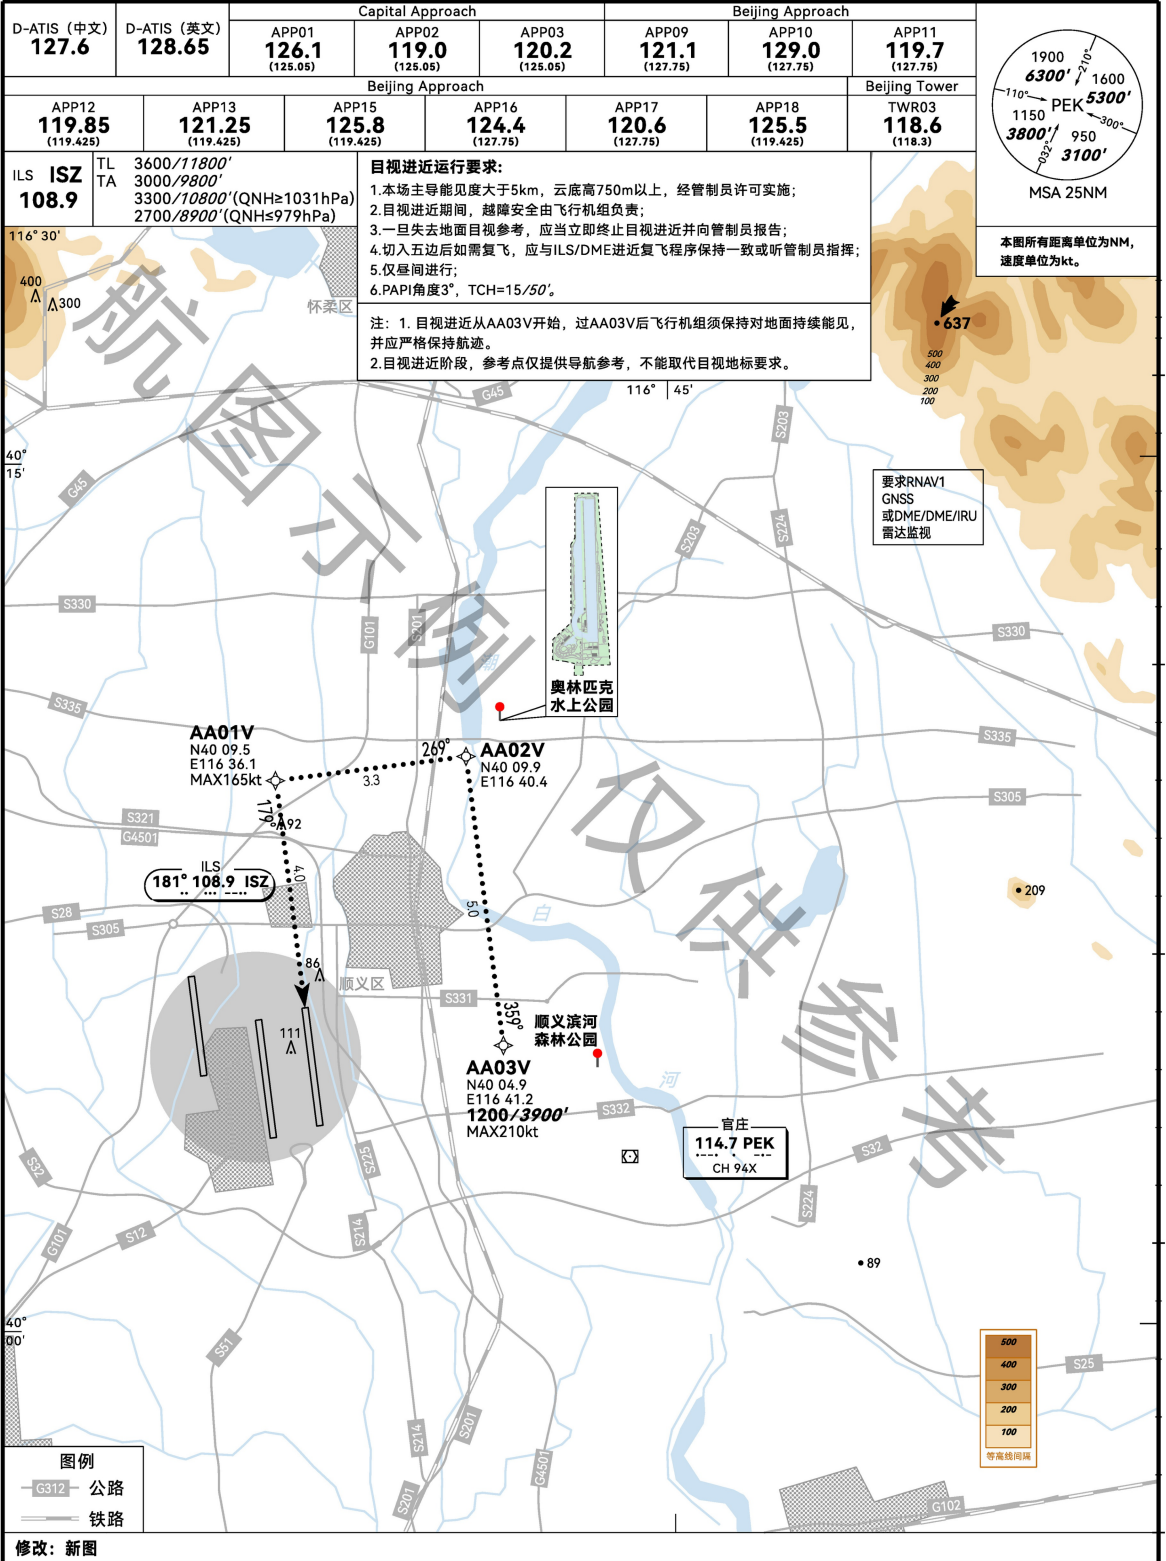 D-ATIS（中文）
127.6
D-ATIS（英文）
128.65
Capital Approach
APP01
126.1
(125.05)
APP02
119.0
(125.05)
APP03
120.2
(125.05)
Beijing Approach
APP09
121.1
(127.75)
APP10
129.0
(127.75)
APP11
119.7
(127.75)
Beijing Approach
APP12
119.85
(119.425)
APP13
121.25
(119.425)
APP15
125.8
(119.425)
APP16
124.4
(127.75)
APP17
120.6
(127.75)
APP18
125.5
(119.425)
Beijing Tower
TWR03
118.6
(118.3)
1900
6300'
210°
1600
5300'
110°
PEK
300°
1150
3800'
032°
950
3100'
MSA 25NM
ILS ISZ
108.9
TL 3600/11800'
TA 3000/9800'
3300/10800'(QNH≥1031hPa)
2700/8900'(QNH≤979hPa)
目视进近运行要求:
1.本场主导能见度大于5km，云底高750m以上，经管制员许可实施；
2.目视进近期间，越障安全由飞行机组负责；
3.一旦失去地面目视参考，应当立即终止目视进近并向管制员报告；
4.切入五边后如需复飞，应与ILS/DME进近复飞程序保持一致或听管制员指挥；
5.仅昼间进行；
6.PAPI角度3°，TCH=15/50'。
注：1. 目视进近从AA03V开始，过AA03V后飞行机组须保持对地面持续能见，
并应严格保持航迹。
2.目视进近阶段，参考点仅提供导航参考，不能取代目视地标要求。
本图所有距离单位为NM，
速度单位为kt。
116° 30'
400
300
怀柔区
637
500
400
300
200
100
116° 45'
G45
S203
40°
15'
G45
要求RNAV1
GNSS
或DME/DME/IRU
雷达监视
S203
S224
航图示例
仅供参考
S330
G101
S201
S330
潮
奥林匹克
水上公园
S335
S335
AA01V
N40 09.5
E116 36.1
MAX165kt
269°
3.3
AA02V
N40 09.9
E116 40.4
S305
179°
92
S321
G4501
ILS
181° 108.9 ISZ
4.0
209
S28
S305
5.0
白
86
顺义区
S331
111
359°
顺义滨河
森林公园
AA03V
N40 04.9
E116 41.2
1200/3900'
MAX210kt
河
S332
官庄
114.7 PEK
CH 94X
S32
S32
S225
S224
G101
S12
S214
89
40°
00'
S51
500
400
300
200
100
等高线间隔
S25
S214
S201
S201
G4501
G102
图例
G312 公路
铁路
修改：新图